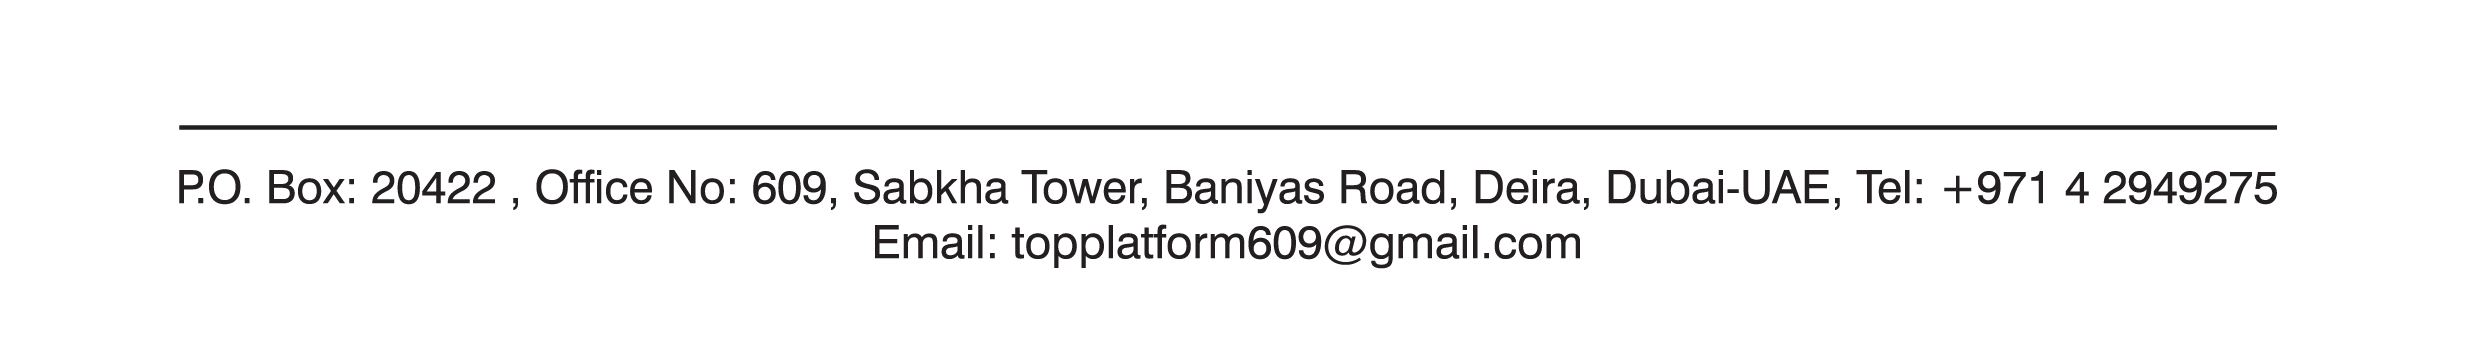 P.O. Box: 20422 , Office No: 609, Sabkha Tower, Baniyas Road, Deira, Dubai-UAE, Tel: +971 4 2949275
Email: topplatform609@gmail.com